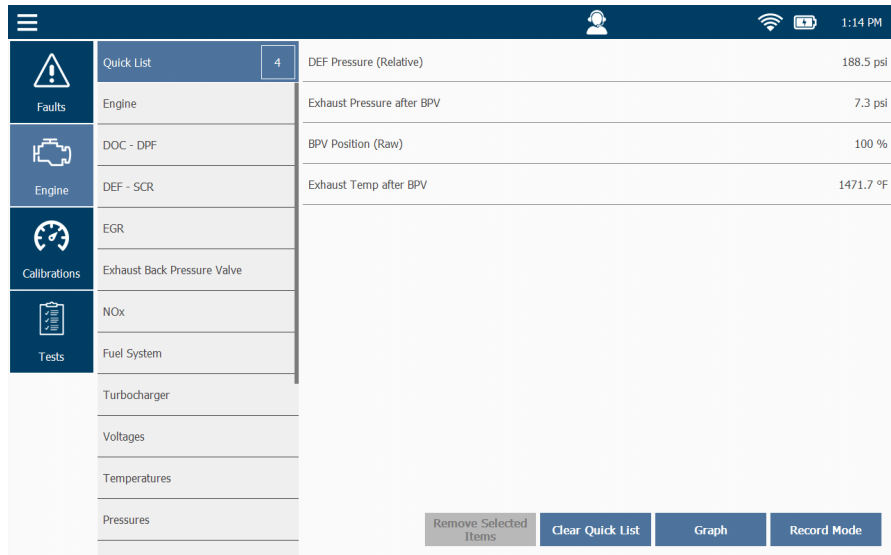 1:14 PM
Faults
Engine
Calibrations
Tests
Quick List 4
Engine
DOC - DPF
DEF - SCR
EGR
Exhaust Back Pressure Valve
NOx
Fuel System
Turbocharger
Voltages
Temperatures
Pressures
DEF Pressure (Relative) 188.5 psi
Exhaust Pressure after BPV 7.3 psi
BPV Position (Raw) 100 %
Exhaust Temp after BPV 1471.7 ºF
Remove Selected
Items
Clear Quick List
Graph
Record Mode